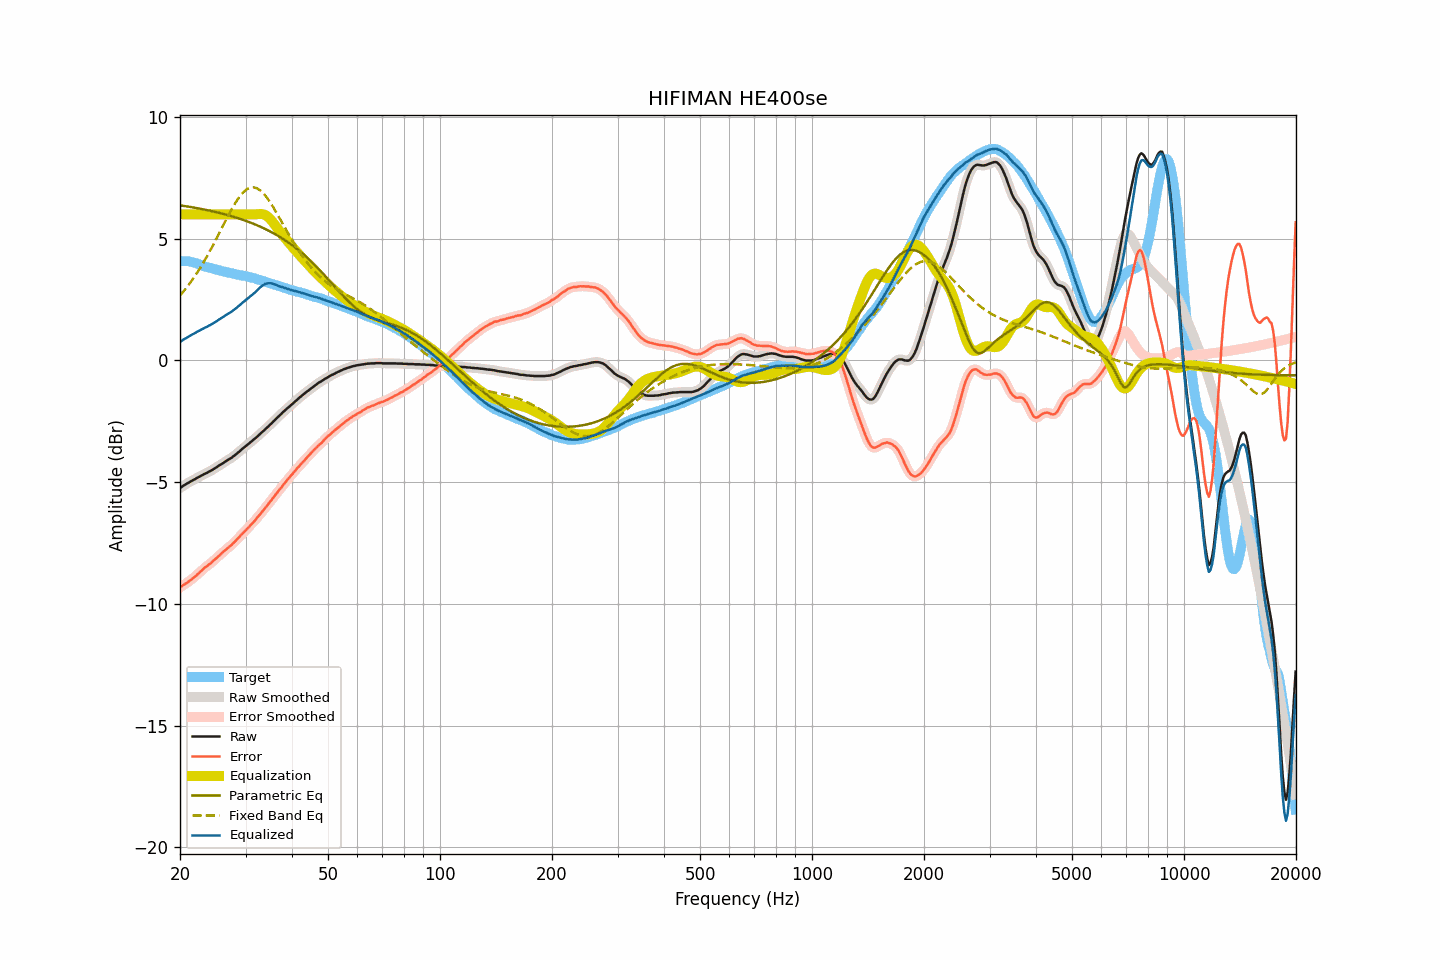 HIFIMAN HE400se
10
5
0
−5
−10
−15
−20
Amplitude (dBr)
Target
Raw Smoothed
Error Smoothed
Raw
Error
Equalization
Parametric Eq
Fixed Band Eq
Equalized
20 50 100 200 500 1000 2000 5000 10000 20000
Frequency (Hz)